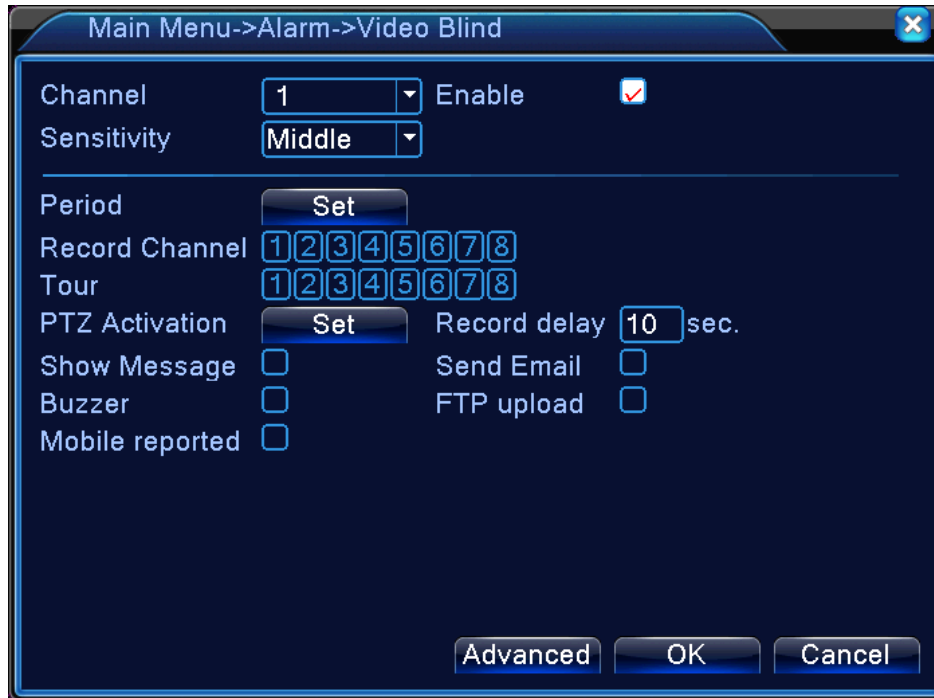 Main Menu->Alarm->Video Blind
Channel 1 Enable
Sensitivity Middle
Period Set
Record Channel 1 2 3 4 5 6 7 8
Tour 1 2 3 4 5 6 7 8
PTZ Activation Set Record delay 10 sec.
Show Message Send Email
Buzzer FTP upload
Mobile reported
Advanced OK Cancel